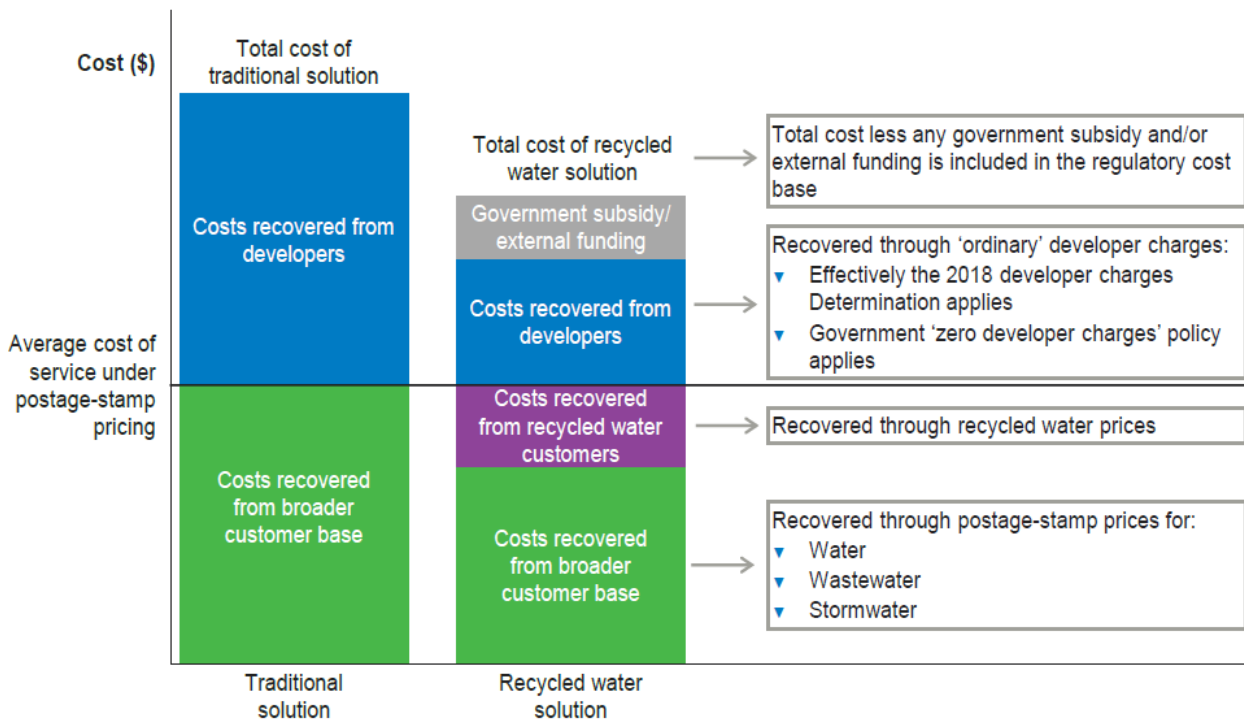 Cost ($)
Total cost of
traditional solution
Costs recovered from
developers
Costs recovered
from broader
customer base
Average cost of
service under
postage-stamp
pricing
Total cost of recycled
water solution
Government subsidy/
external funding
Costs recovered from
developers
Costs recovered
from recycled water
customers
Costs recovered
from broader
customer base
Total cost less any government subsidy and/or
external funding is included in the regulatory cost
base
Recovered through ‘ordinary’ developer charges:
▼ Effectively the 2018 developer charges
Determination applies
▼ Government ‘zero developer charges’ policy
applies
Recovered through recycled water prices
Recovered through postage-stamp prices for:
▼ Water
▼ Wastewater
▼ Stormwater
Traditional
solution
Recycled water
solution